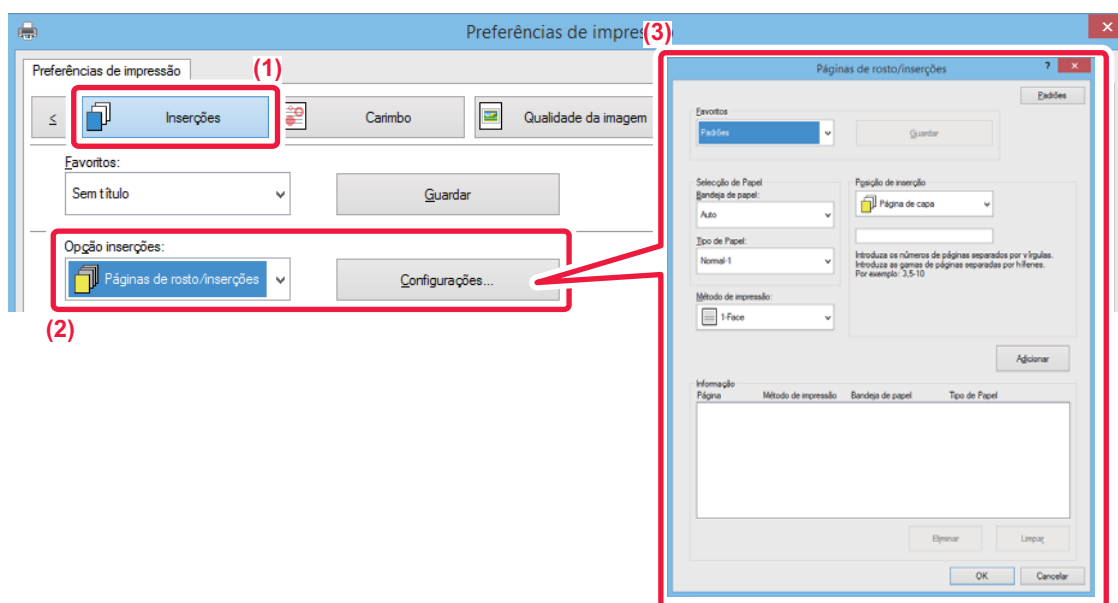 Preferências de impres
(3)
Preferências de impressão
(1)
≤
Inserções
Carimbo
Qualidade da imagem
Favoritos:
Sem título
Guardar
Opção inserções:
Páginas de rosto/inserções
Configurações...
(2)
Páginas de rosto/inserções
?
Padrões
Favoritos
Padrões
Guardar
Selecção de Papel
Bandeja de papel:
Auto
Tipo de Papel:
Normal-1
Método de impressão:
1-Face
Posição de inserção
Página de capa
Introduza os números de páginas separados por vírgulas.
Introduza as gamas de páginas separadas por hífenes.
Por exemplo: 3,5-10
Adicionar
Informação
Página Método de impressão Bandeja de papel Tipo de Papel
Eliminar Limpar
OK Cancelar